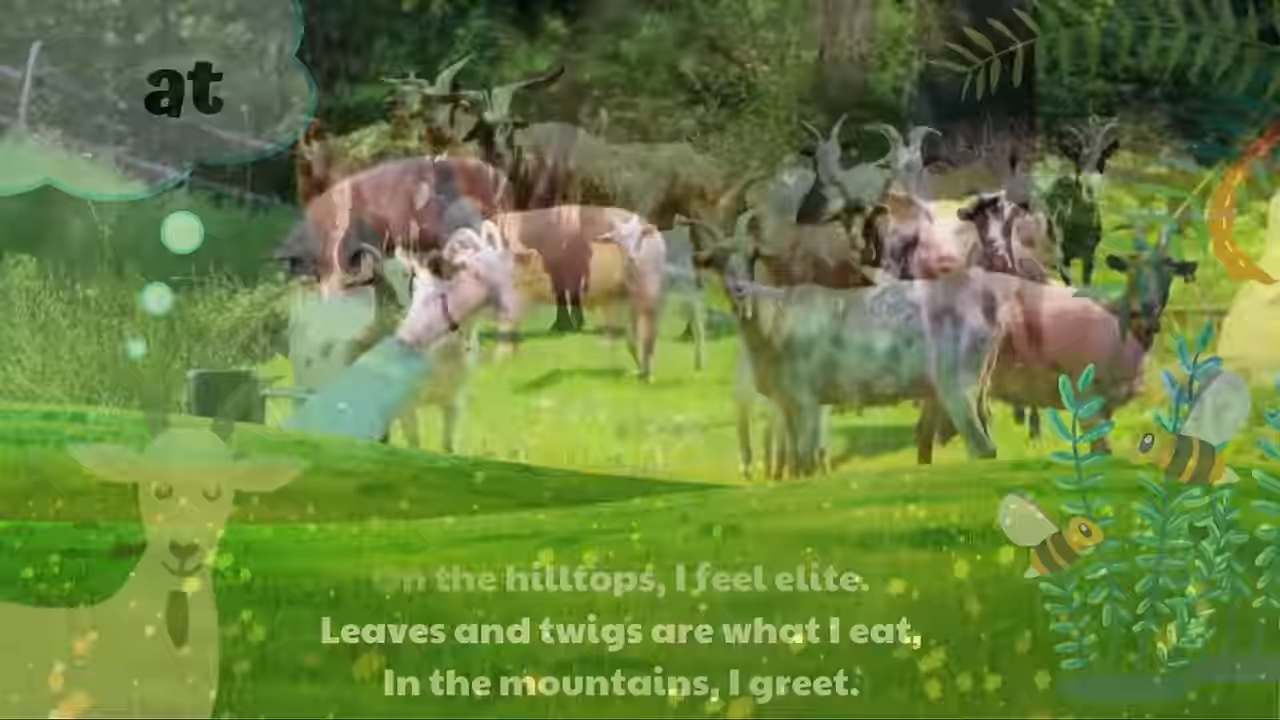 at
the hilltops, I feel elite.
Leaves and twigs are what I eat,
In the mountains, I greet.